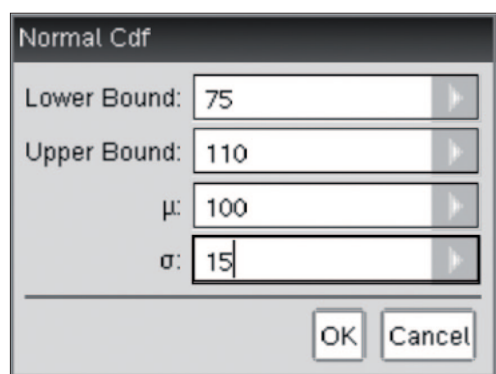 Normal Cdf
Lower Bound: 75
Upper Bound: 110
μ: 100
σ: 15
OK Cancel